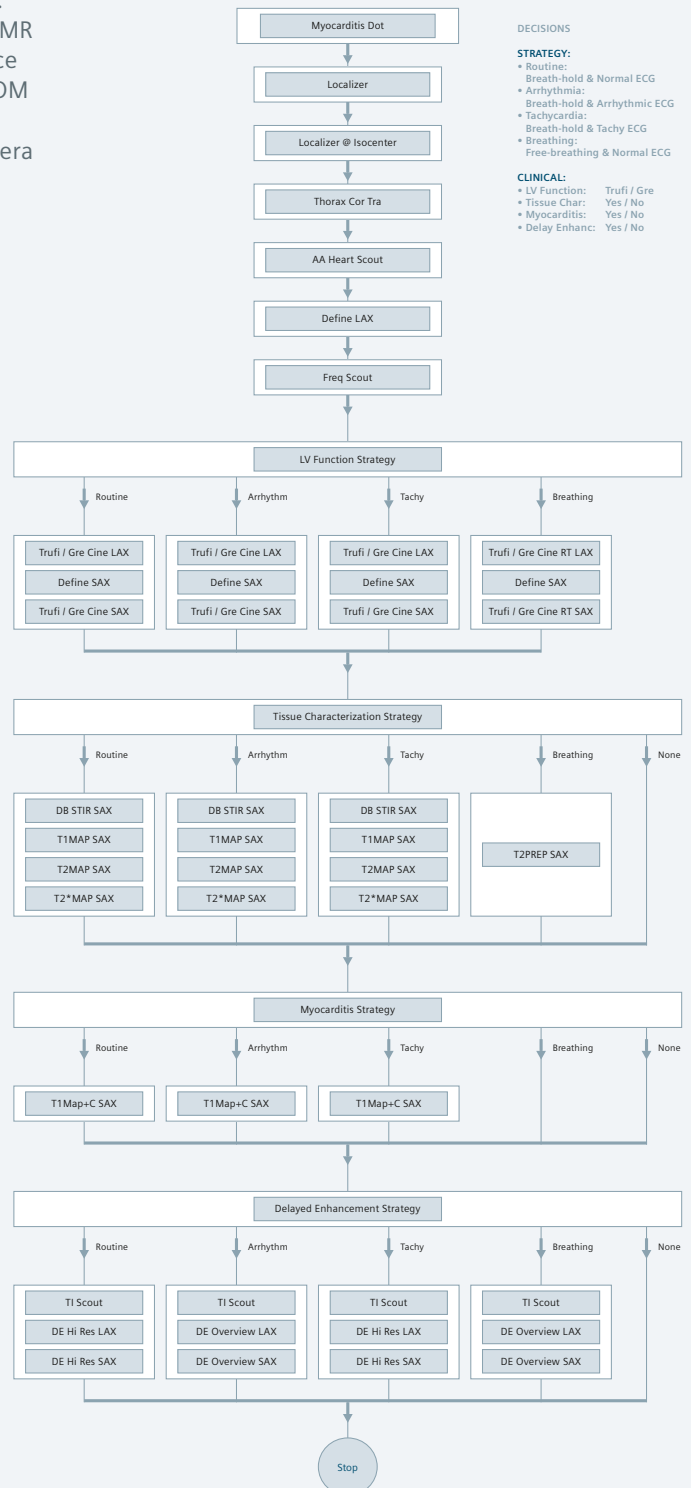 MR
ce
OM
era
Myocarditis Dot
Localizer
Localizer @ Isocenter
Thorax Cor Tra
AA Heart Scout
Define LAX
Freq Scout
DECISIONS
STRATEGY:
• Routine:
Breath-hold & Normal ECG
• Arrhythmia:
Breath-hold & Arrhythmic ECG
• Tachycardia:
Breath-hold & Tachy ECG
• Breathing:
Free-breathing & Normal ECG
CLINICAL:
• LV Function: Trufi / Gre
• Tissue Char: Yes / No
• Myocarditis: Yes / No
• Delay Enhanc: Yes / No
LV Function Strategy
Routine Arrhythm Tachy Breathing
Trufi / Gre Cine LAX Trufi / Gre Cine LAX Trufi / Gre Cine LAX Trufi / Gre Cine RT LAX
Define SAX Define SAX Define SAX Define SAX
Trufi / Gre Cine SAX Trufi / Gre Cine SAX Trufi / Gre Cine SAX Trufi / Gre Cine RT SAX
Tissue Characterization Strategy
Routine Arrhythm Tachy Breathing None
DB STIR SAX DB STIR SAX DB STIR SAX
T1MAP SAX T1MAP SAX T1MAP SAX
T2PREP SAX
T2MAP SAX T2MAP SAX T2MAP SAX
T2*MAP SAX T2*MAP SAX T2*MAP SAX
Myocarditis Strategy
Routine Arrhythm Tachy Breathing None
T1Map+C SAX T1Map+C SAX T1Map+C SAX
Delayed Enhancement Strategy
Routine Arrhythm Tachy Breathing None
TI Scout TI Scout TI Scout TI Scout
DE Hi Res LAX DE Overview LAX DE Hi Res LAX DE Overview LAX
DE Hi Res SAX DE Overview SAX DE Hi Res SAX DE Overview SAX
Stop